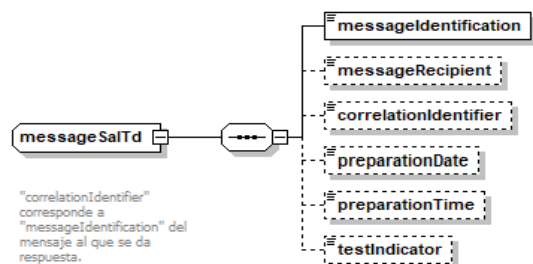 messageIdentification
messageRecipient
correlationIdentifier
messageSalTd
preparationDate
preparationTime
testIndicator
"correlationIdentifier"
corresponde a
"messageIdentification" del
mensaje al que se da
respuesta.